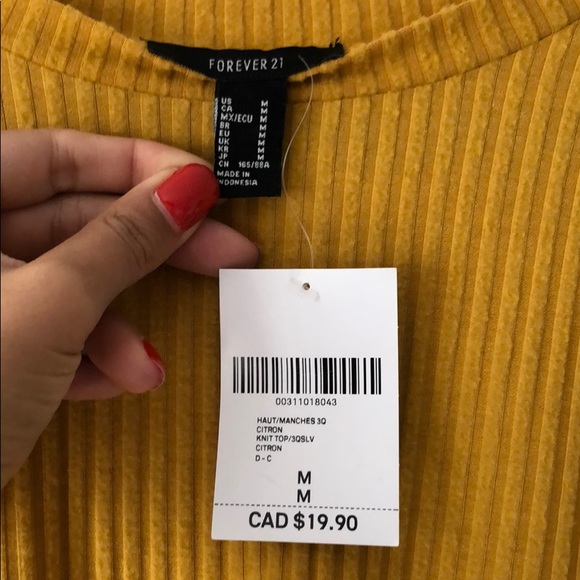 FOREVER 21
US M
CA M
MX/ECU M
BR M
EU M
UK M
KR M
JP M
CN 165/88A
MADE IN
INDONESIA
00311018043
HAUT/MANCHES 3Q
CITRON
KNIT TOP/3QSLV
CITRON
D - C
M
M
CAD $19.90